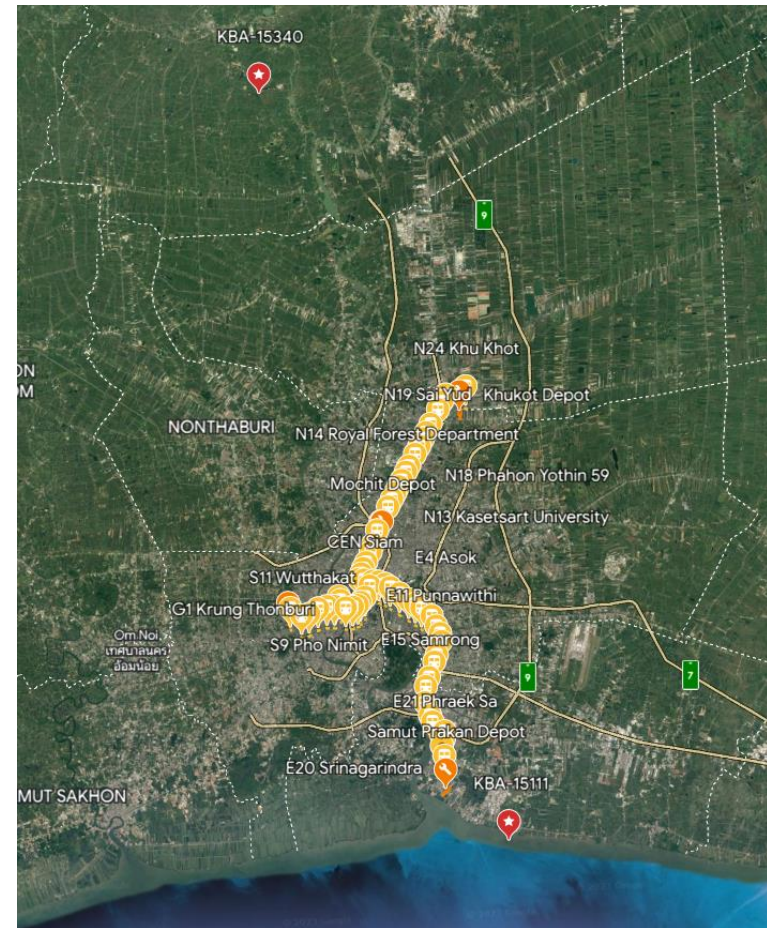 KBA-15340
9
N24 Khu Khot
N19 Sai Yud
Khukot Depot
NONTHABURI
N14 Royal Forest Department
Mochit Depot
N18 Phahon Yothin 59
N13 Kasetsart University
CEN Siam
E4 Asok
S11 Wutthakat
E11 Punnawithi
G1 Krung Thonburi
Om Noi
เทศบาลนคร
อ้อมน้อย
S9 Pho Nimit
E15 Samrong
9
7
E21 Phraek Sa
Samut Prakan Depot
E20 Srinagarindra
KBA-15111
MUT SAKHON